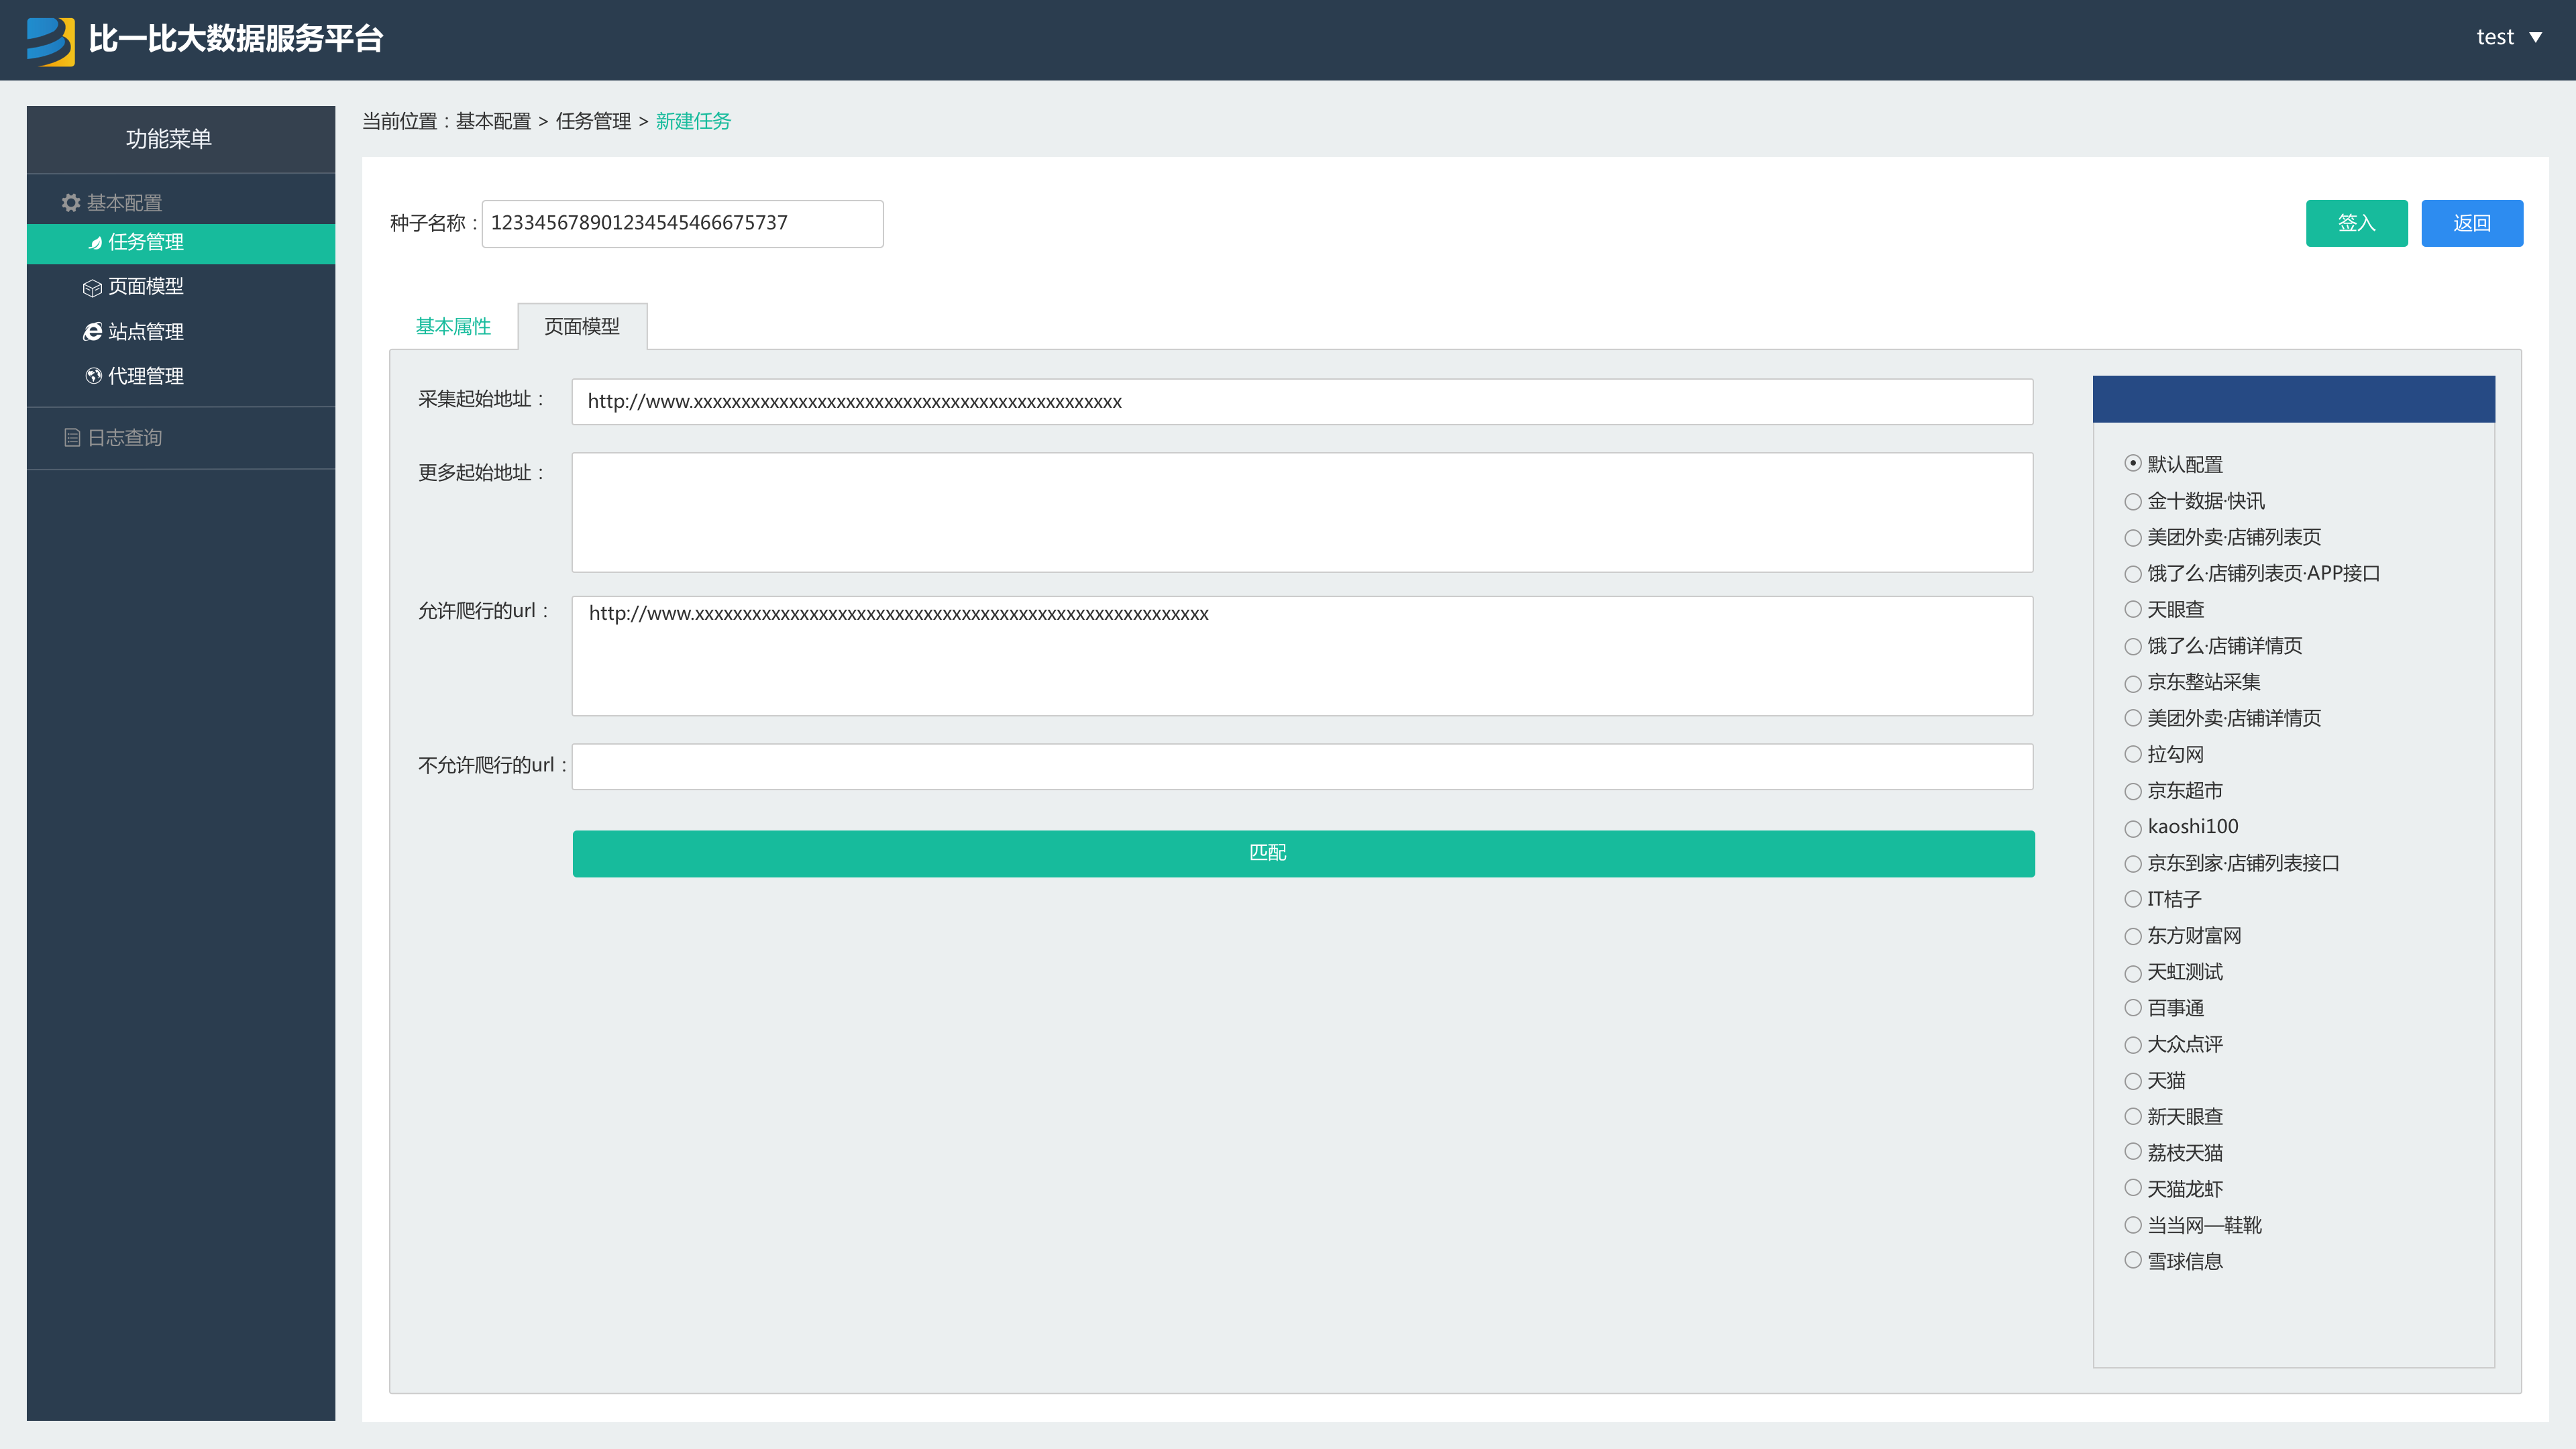 比一比大数据服务平台
test
功能菜单
基本配置
任务管理
页面模型
站点管理
代理管理
日志查询
当前位置：基本配置 > 任务管理 > 新建任务
种子名称：
123345678901234545466675737
签入
返回
基本属性
页面模型
采集起始地址：
http://www.xxxxxxxxxxxxxxxxxxxxxxxxxxxxxxxxxxxxxxxxxxxxx
更多起始地址：
允许爬行的url：
http://www.xxxxxxxxxxxxxxxxxxxxxxxxxxxxxxxxxxxxxxxxxxxxxxxxxxxxxx
不允许爬行的url：
匹配
默认配置
金十数据·快讯
美团外卖·店铺列表页
饿了么·店铺列表页·APP接口
天眼查
饿了么·店铺详情页
京东整站采集
美团外卖·店铺详情页
拉勾网
京东超市
kaoshi100
京东到家·店铺列表接口
IT桔子
东方财富网
天虹测试
百事通
大众点评
天猫
新天眼查
荔枝天猫
天猫龙虾
当当网—鞋靴
雪球信息